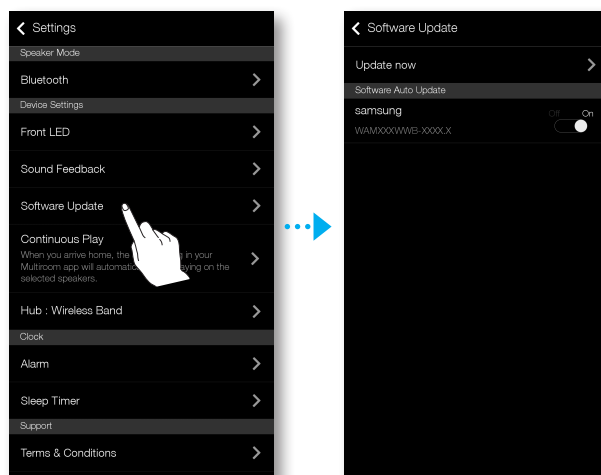 Settings
Speaker Mode
Bluetooth
Device Settings
Front LED
Sound Feedback
Software Update
Continuous Play
When you arrive home, the in your
Multiroom app will automatic aying on the
selected speakers.
Hub : Wireless Band
Clock
Alarm
Sleep Timer
Support
Terms & Conditions
Software Update
Update now
Software Auto Update
samsung
Off On
WAMXXXWWB-XXXX.X